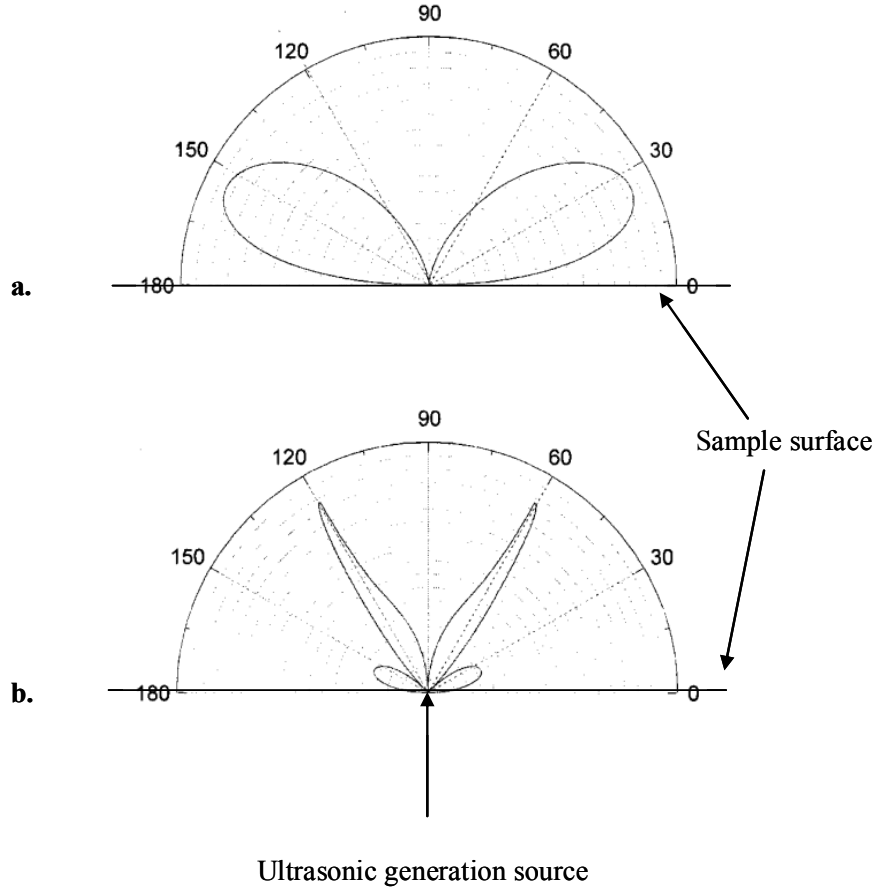 90
120 60
150 30
a. 180 0
Sample surface
90
120 60
150 30
b. 180 0
Ultrasonic generation source